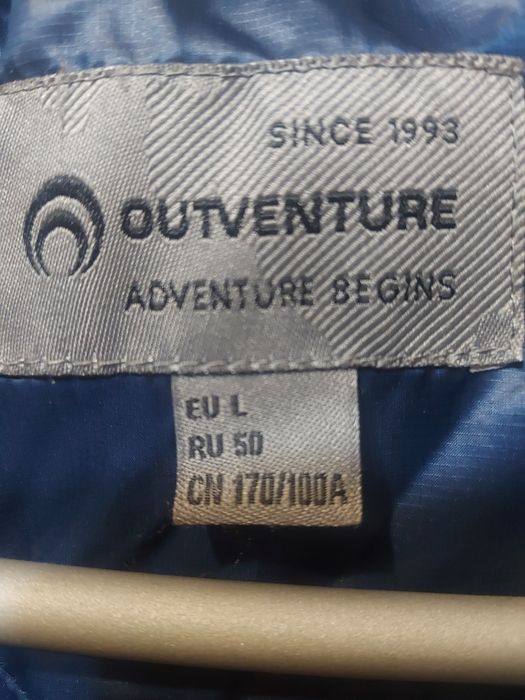 SINCE 1993
OUTVENTURE
ADVENTURE BEGINS
EU L
RU 50
CN 170/100A